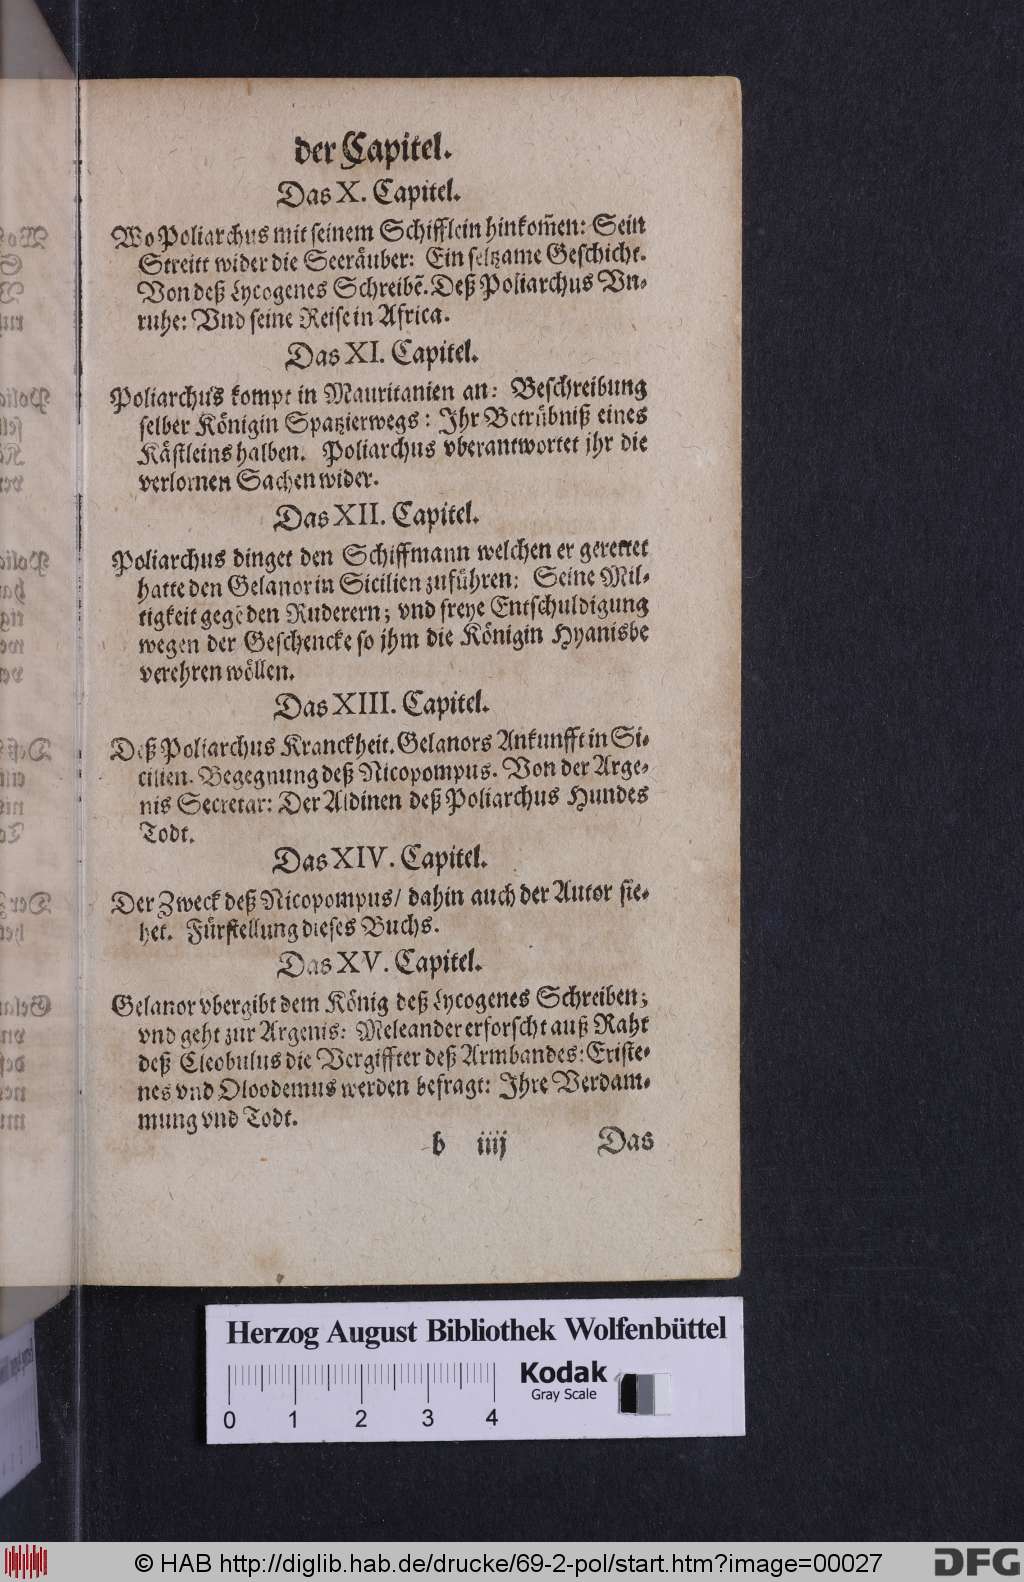 der Capitel.
Das X. Capitel.
Wo Poliarchus mit seinem Schifflein hinkom̃en: Sein
Streitt wider die Seeräuber: Ein seltzame Geschicht.
Von deß Lycogenes Schreibẽ. Deß Poliarchus Vn-
ruhe: Vnd seine Reise in Africa.
Das XI. Capitel.
Poliarchus kompt in Mauritanien an: Beschreibung
selber Königin Spatzierwegs: Ihr Betrübniß eines
Kästleins halben. Poliarchus vberantwortet jhr die
verlornen Sachen wider.
Das XII. Capitel.
Poliarchus dinget den Schiffmann welchen er gerettet
hatte den Gelanor in Sicilien zuführen: Seine Mil-
tigkeit gegẽ den Ruderern; vnd freye Entschuldigung
wegen der Geschencke so jhm die Königin Hyanisbe
verehren wöllen.
Das XIII. Capitel.
Deß Poliarchus Kranckheit. Gelanors Ankunfft in Si-
cilien. Begegnung deß Nicopompus. Von der Arge-
nis Secretar: Der Aldinen deß Poliarchus Hundes
Todt.
Das XIV. Capitel.
Der Zweck deß Nicopompus/ dahin auch der Autor sie-
het. Fürstellung dieses Buchs.
Das XV. Capitel.
Gelanor vbergibt dem König deß Lycogenes Schreiben;
vnd geht zur Argenis: Meleander erforscht auß Raht
deß Cleobulus die Vergiffter deß Armbandes: Eriste-
nes vnd Oloodemus werden befragt: Ihre Verdam-
mung vnd Todt.
b iiij Das
Herzog August Bibliothek Wolfenbüttel
Kodak
Gray Scale
0 1 2 3 4
© HAB http://diglib.hab.de/drucke/69-2-pol/start.htm?image=00027
DFG